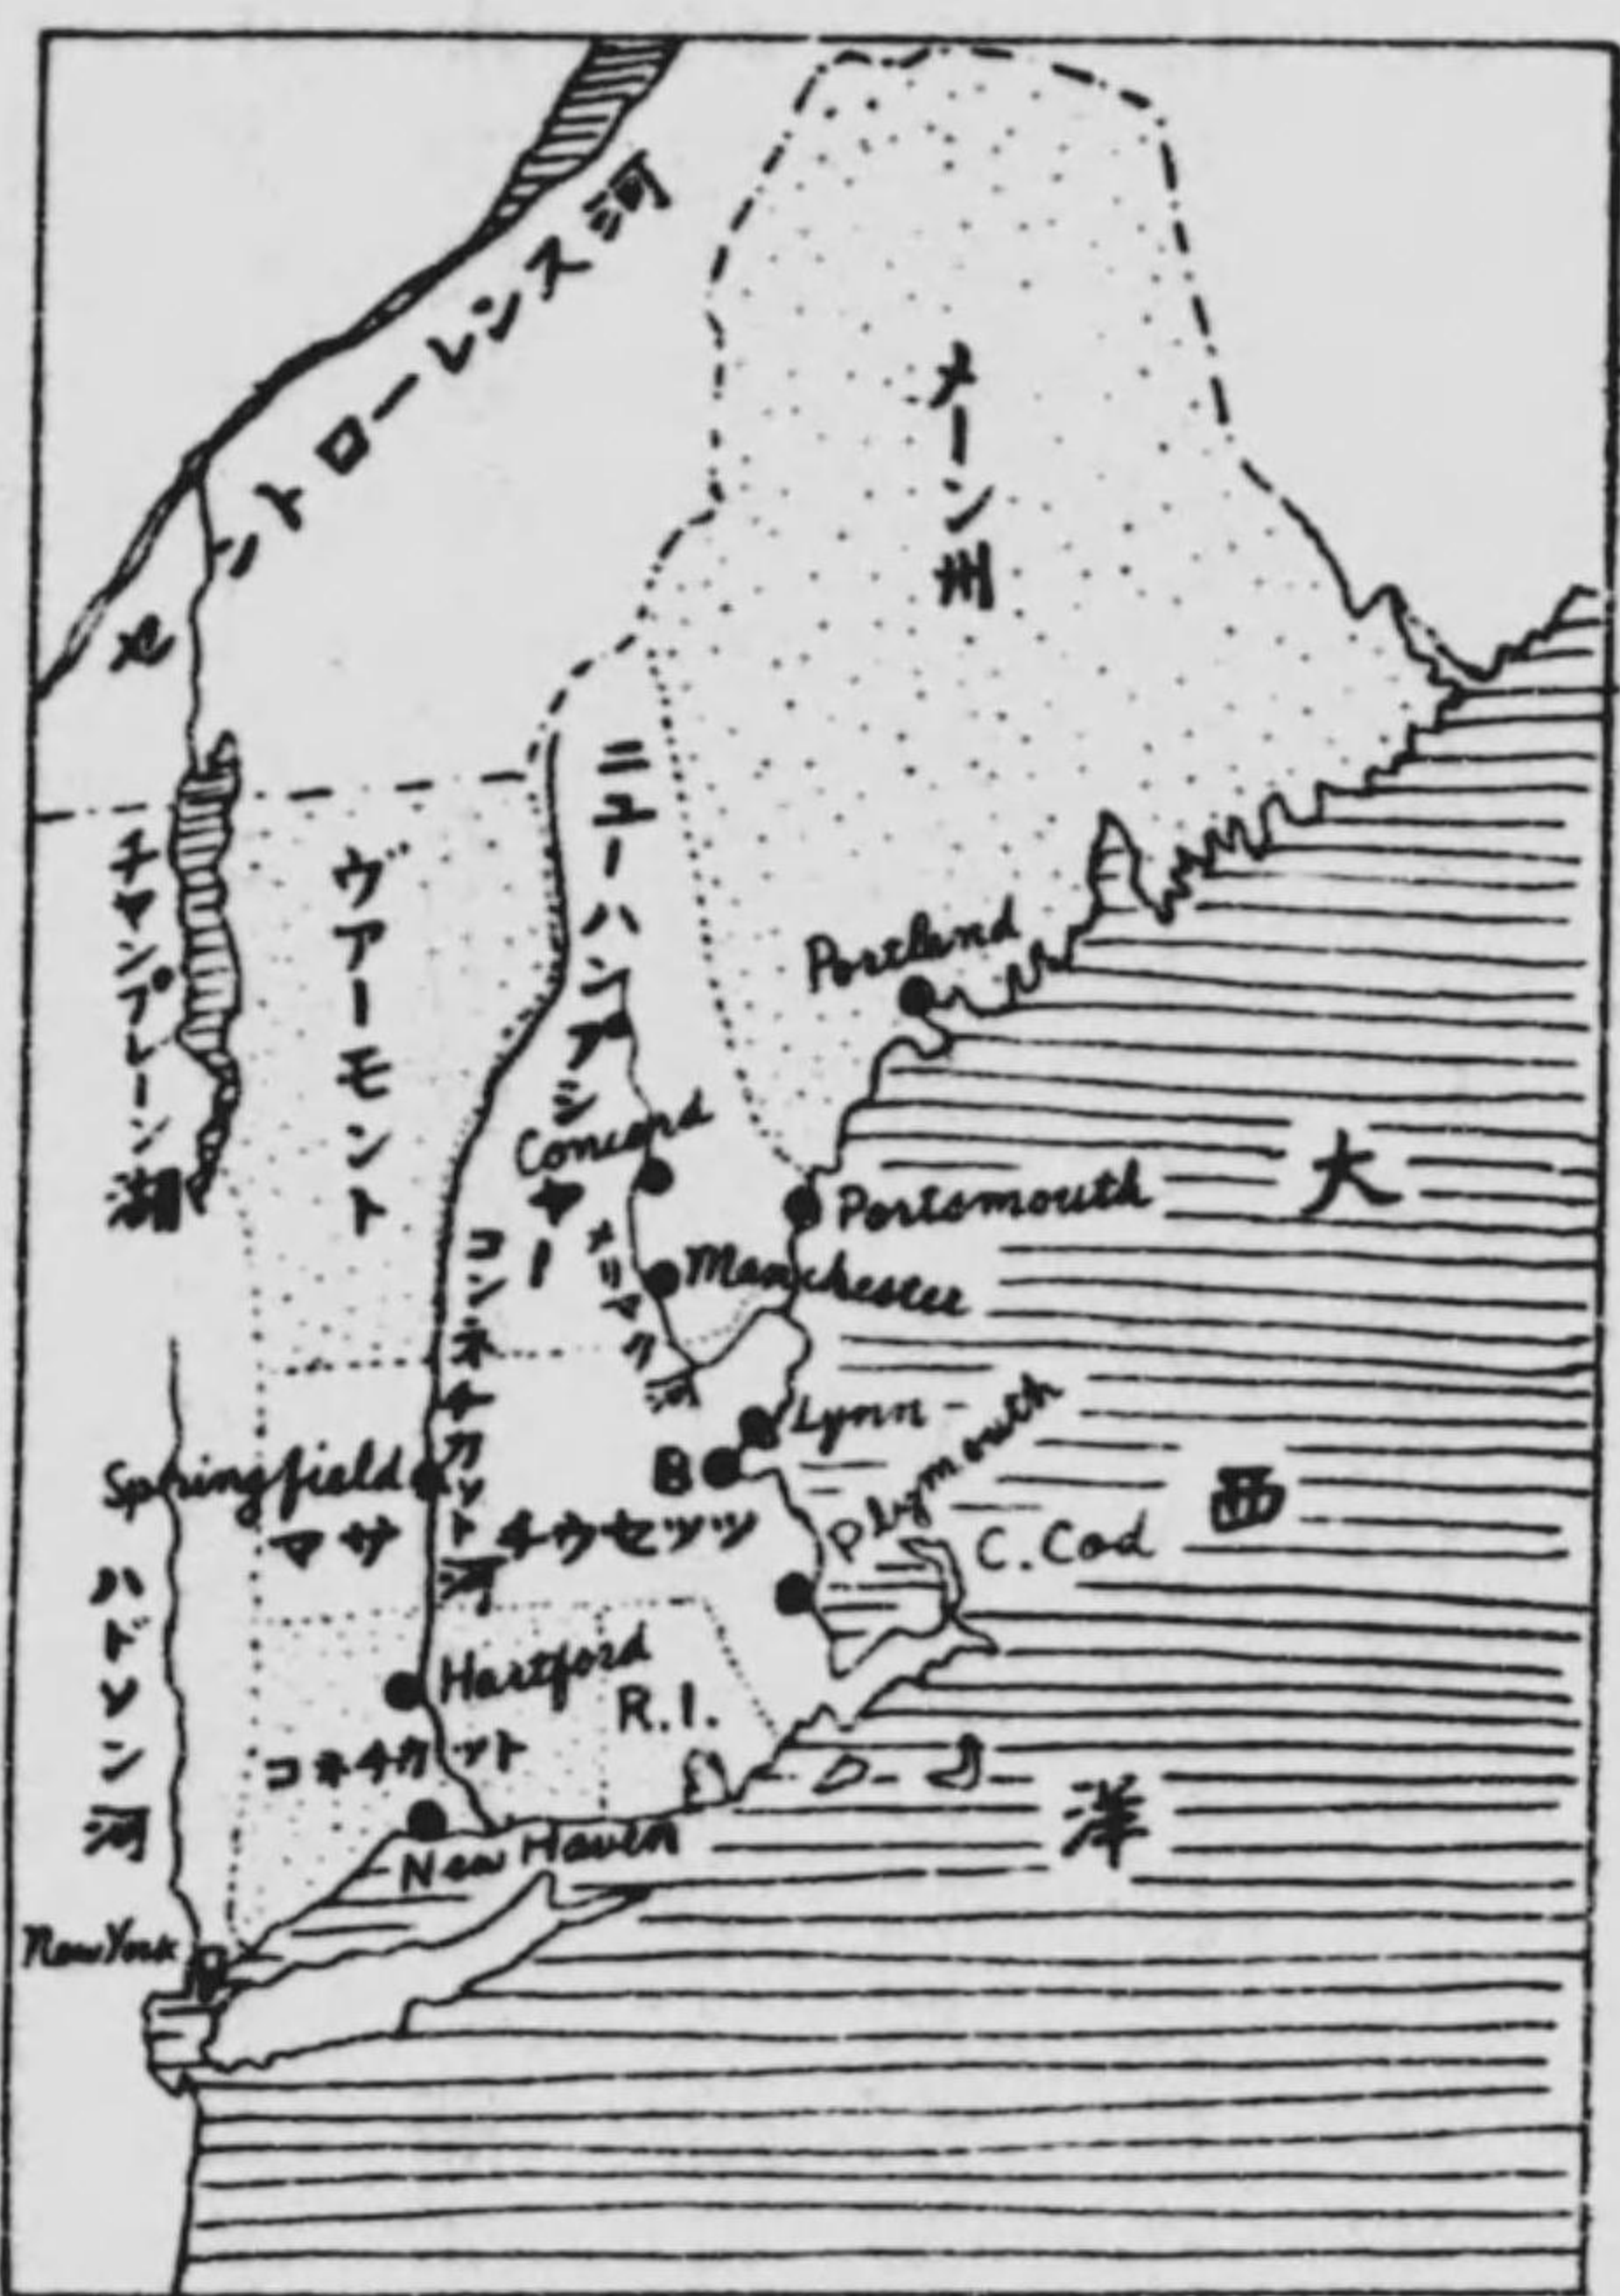 セントローレンス河
メーン州
チャンプレーン湖
ヴアーモント
ニューハンプシャー
Portland
Concord
Portsmouth
メリマク河
Manchester
コンネチカット河
Lynn
B
Plymouth
C. Cod
Springfield
マサチウセッツ
ハドソン河
Hartford
R.I.
コネチカット
New Haven
New York
大西洋